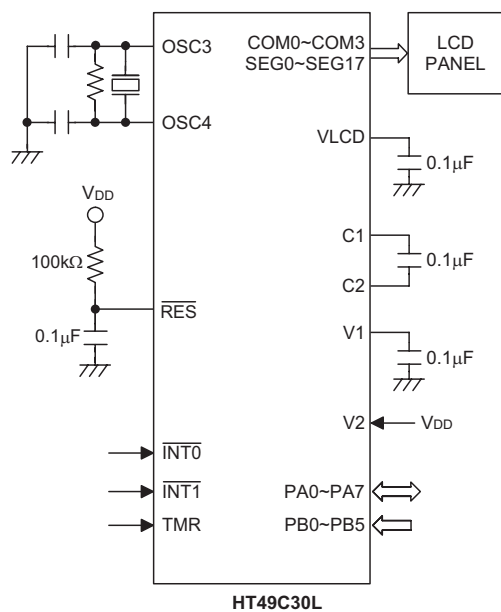 OSC3
OSC4
VDD
100kΩ
0.1μF
RES
INT0
INT1
TMR
COM0~COM3
SEG0~SEG17
LCD
PANEL
VLCD
0.1μF
C1
0.1μF
C2
V1
0.1μF
V2
VDD
PA0~PA7
PB0~PB5
HT49C30L